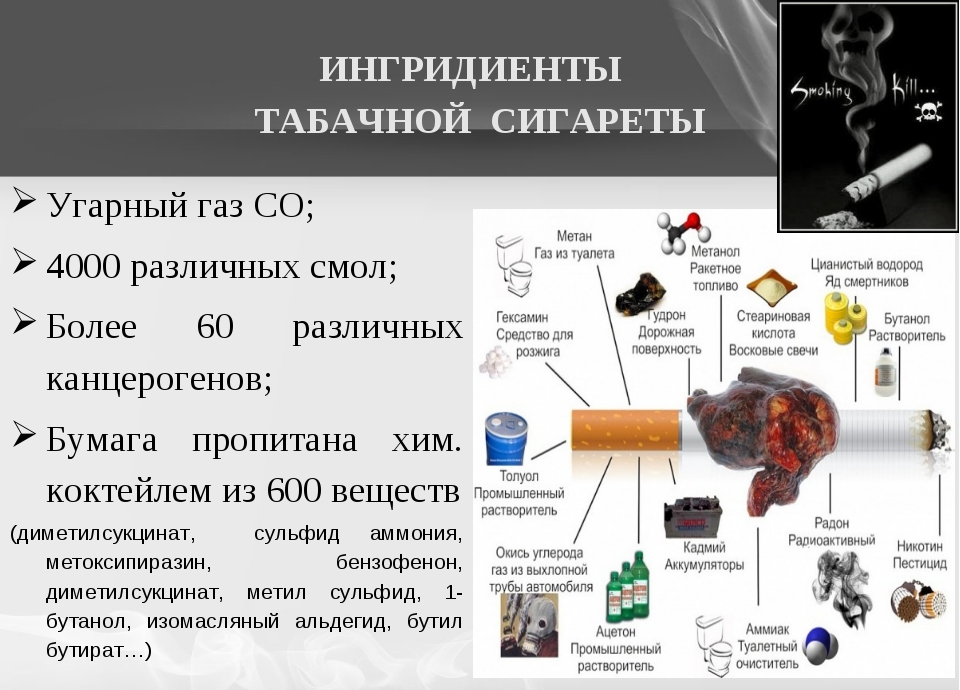 ИНГРИДИЕНТЫ
ТАБАЧНОЙ СИГАРЕТЫ
Smoking Kill...
Угарный газ СО;
4000 различных смол;
Более 60 различных
канцерогенов;
Бумага пропитана хим.
коктейлем из 600 веществ
(диметилсукцинат, сульфид аммония,
метоксипиразин, бензофенон,
диметилсукцинат, метил сульфид, 1-
бутанол, изомасляный альдегид, бутил
бутират…)
Метан
Газ из туалета
Метанол
Ракетное
топливо
Цианистый водород
Яд смертников
Гексамин
Средство для
розжига
Гудрон
Дорожная
поверхность
Стеариновая
кислота
Восковые свечи
Бутанол
Растворитель
Толуол
Промышленный
растворитель
Окись углерода
газ из выхлопной
трубы автомобиля
Кадмий
Аккумуляторы
Радон
Радиоактивный
Никотин
Пестицид
Ацетон
Промышленный
растворитель
Аммиак
Туалетный
очиститель